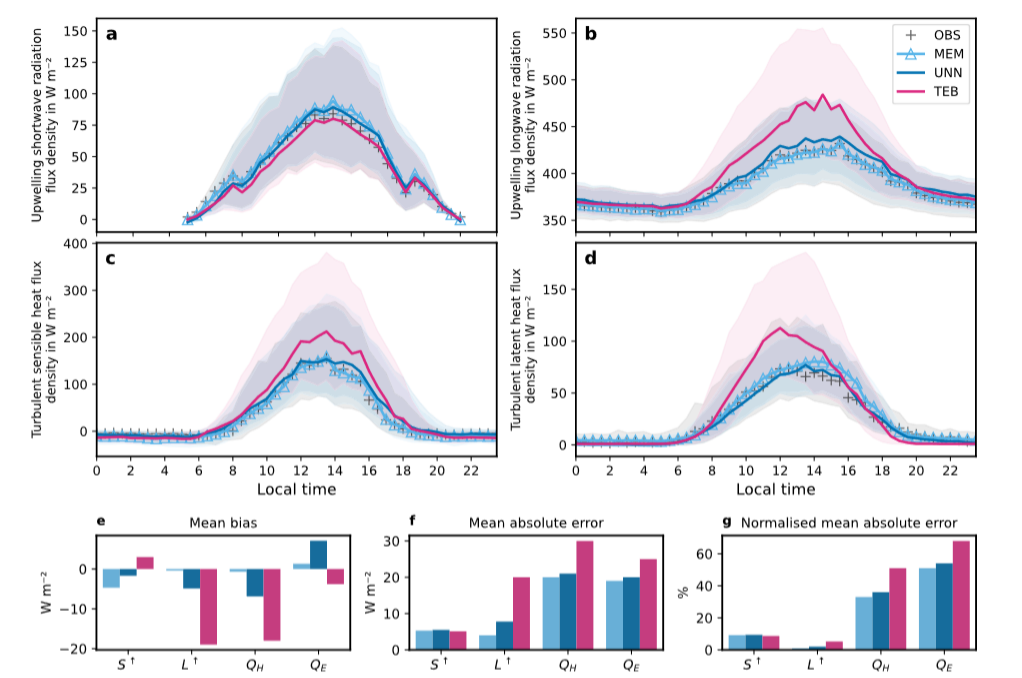 a
Upwelling shortwave radiation
flux density in W m⁻²
150
125
100
75
50
25
0
b
Upwelling longwave radiation
flux density in W m⁻²
550
500
450
400
350
OBS
MEM
UNN
TEB
c
Turbulent sensible heat flux
density in W m⁻²
400
300
200
100
0
0 2 4 6 8 10 12 14 16 18 20 22
Local time
d
Turbulent latent heat flux
density in W m⁻²
150
100
50
0
0 2 4 6 8 10 12 14 16 18 20 22
Local time
e Mean bias
W m⁻²
0
−10
−20
S↑ L↑ Q_H Q_E
f Mean absolute error
W m⁻²
30
20
10
0
S↑ L↑ Q_H Q_E
g Normalised mean absolute error
%
60
40
20
0
S↑ L↑ Q_H Q_E